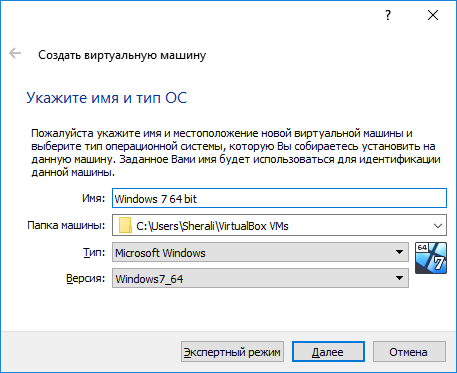 ?
Создать виртуальную машину
Укажите имя и тип ОС
Пожалуйста укажите имя и местоположение новой виртуальной машины и
выберите тип операционной системы, которую Вы собираетесь установить на
данную машину. Заданное Вами имя будет использоваться для идентификации
данной машины.
Имя: Windows 7 64 bit
Папка машины: C:\Users\Sherali\VirtualBox VMs
Тип: Microsoft Windows
64
7
Версия: Windows7_64
Экспертный режим Далее Отмена